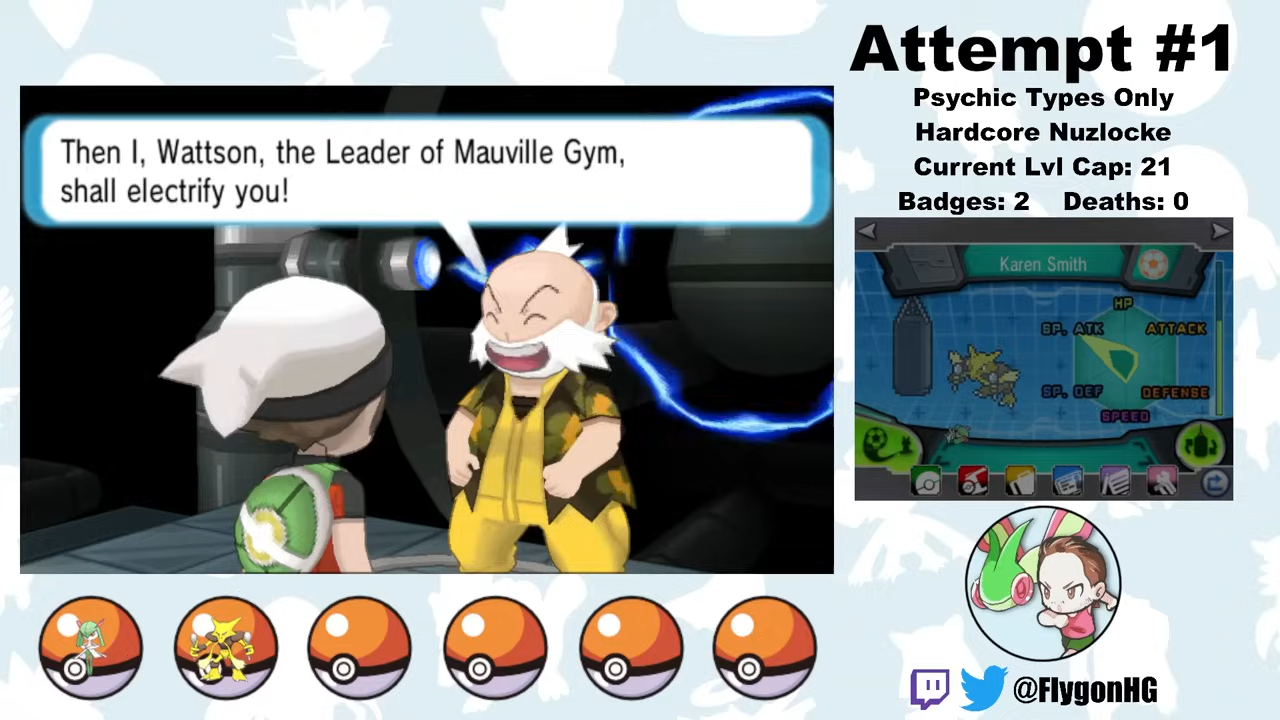 Attempt #1
Psychic Types Only
Hardcore Nuzlocke
Current Lvl Cap: 21
Badges: 2 Deaths: 0
Then I, Wattson, the Leader of Mauville Gym,
shall electrify you!
Karen Smith
HP
SP. ATK
ATTACK
SP. DEF
DEFENSE
SPEED
@FlygonHG